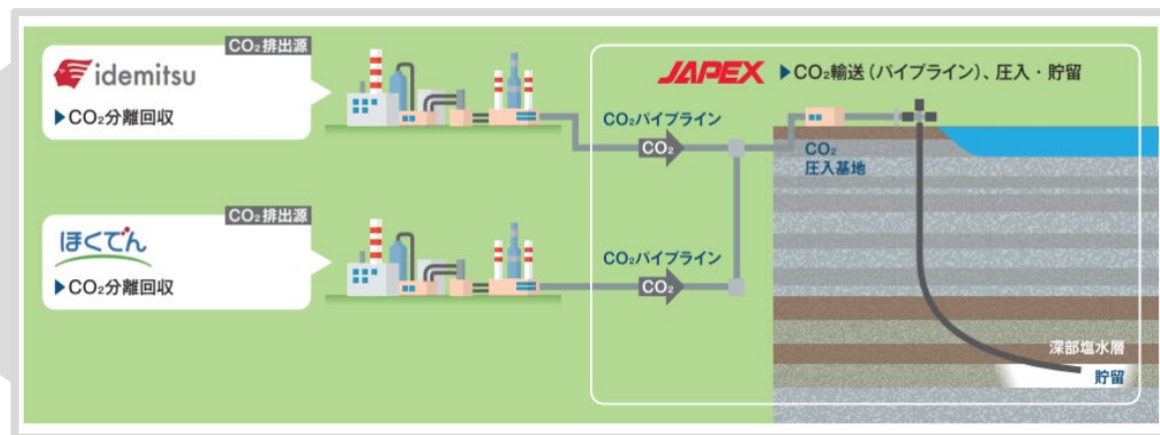 CO₂排出源
idemitsu
▶CO₂分離回収
CO₂排出源
ほくでん
▶CO₂分離回収
JAPEX ▶CO₂輸送(パイプライン)、圧入・貯留
CO₂パイプライン
CO₂
CO₂
圧入基地
CO₂パイプライン
CO₂
深部塩水層
貯留